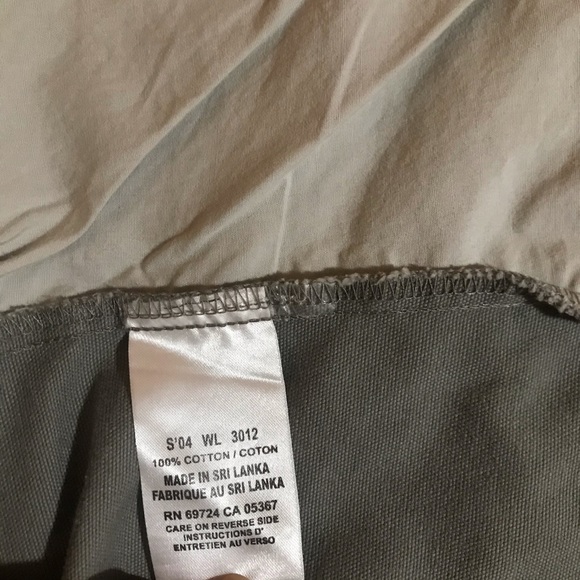 S'04 WL 3012
100% COTTON / COTON
MADE IN SRI LANKA
FABRIQUE AU SRI LANKA
RN 69724 CA 05367
CARE ON REVERSE SIDE
INSTRUCTIONS D'
ENTRETIEN AU VERSO